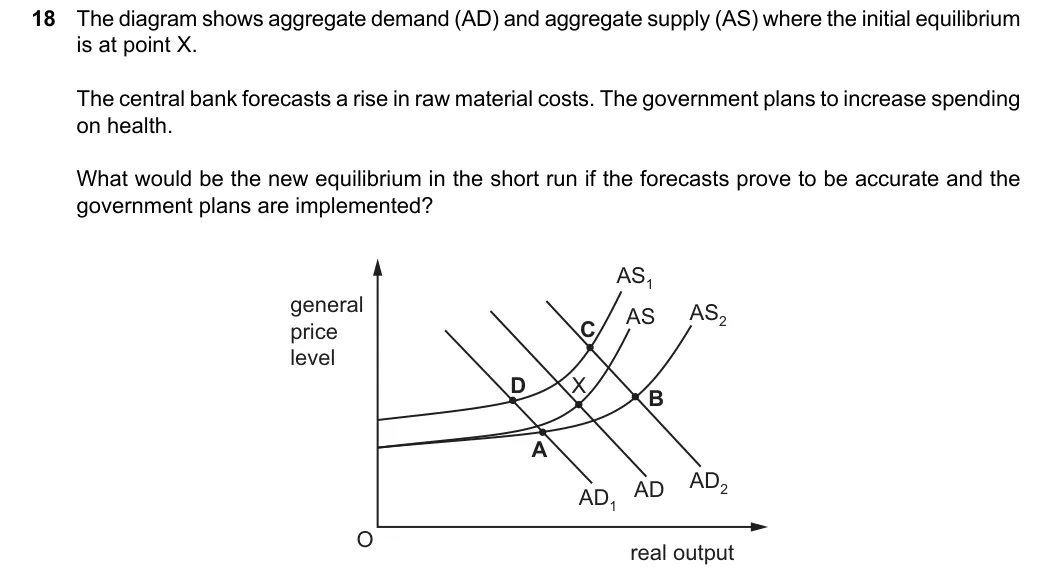 18 The diagram shows aggregate demand (AD) and aggregate supply (AS) where the initial equilibrium
is at point X.
The central bank forecasts a rise in raw material costs. The government plans to increase spending
on health.
What would be the new equilibrium in the short run if the forecasts prove to be accurate and the
government plans are implemented?
AS₁
general
price
level
AS
AS₂
C
D
X
B
A
AD₁
AD
AD₂
O
real output